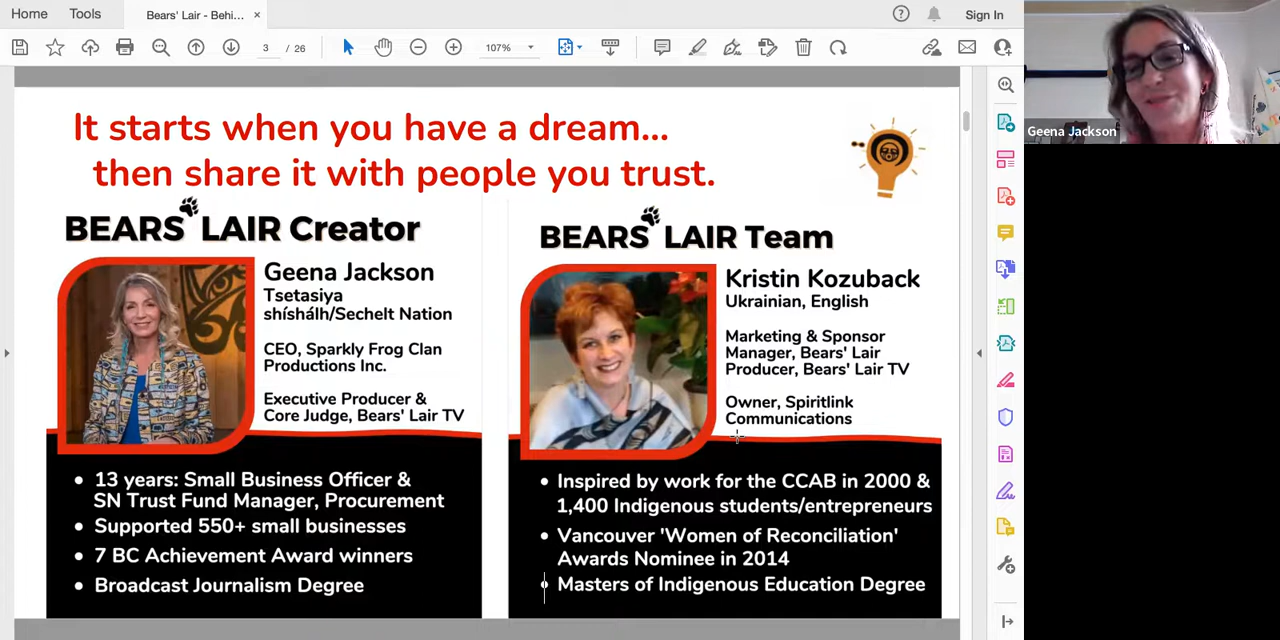 Home
Tools
Bears' Lair - Behi...
×
Sign In
3 / 26
107%
Geena Jackson
It starts when you have a dream...
then share it with people you trust.
BEARS' LAIR Creator
Geena Jackson
Tsetasiya
shíshálh/Sechelt Nation
CEO, Sparkly Frog Clan
Productions Inc.
Executive Producer &
Core Judge, Bears' Lair TV
• 13 years: Small Business Officer &
SN Trust Fund Manager, Procurement
• Supported 550+ small businesses
• 7 BC Achievement Award winners
• Broadcast Journalism Degree
BEARS' LAIR Team
Kristin Kozuback
Ukrainian, English
Marketing & Sponsor
Manager, Bears' Lair
Producer, Bears' Lair TV
Owner, Spiritlink
Communications
• Inspired by work for the CCAB in 2000 &
1,400 Indigenous students/entrepreneurs
• Vancouver 'Women of Reconciliation'
Awards Nominee in 2014
• Masters of Indigenous Education Degree